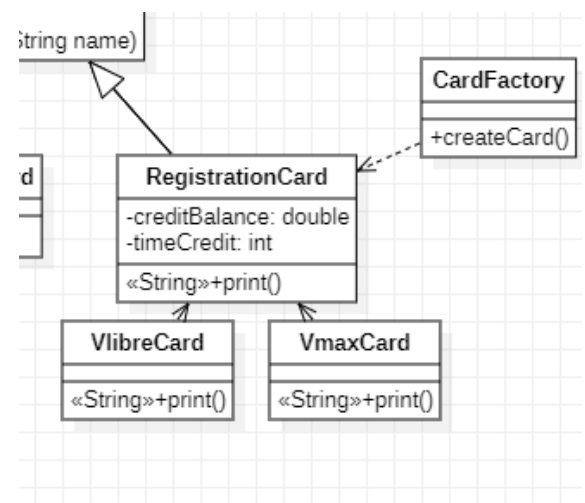 String name)
CardFactory
+createCard()
d
RegistrationCard
-creditBalance: double
-timeCredit: int
«String»+print()
VlibreCard
VmaxCard
«String»+print()
«String»+print()